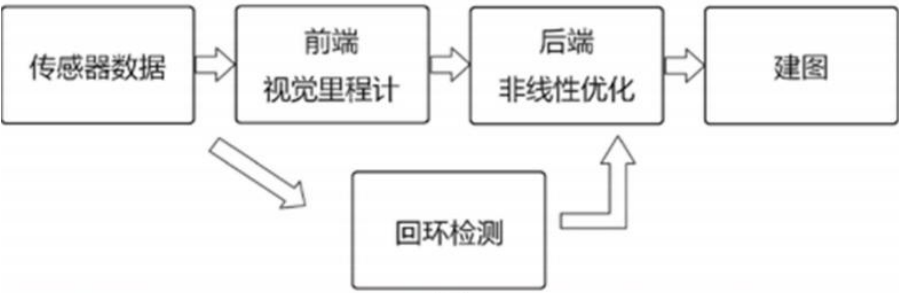 传感器数据
前端
视觉里程计
后端
非线性优化
建图
回环检测